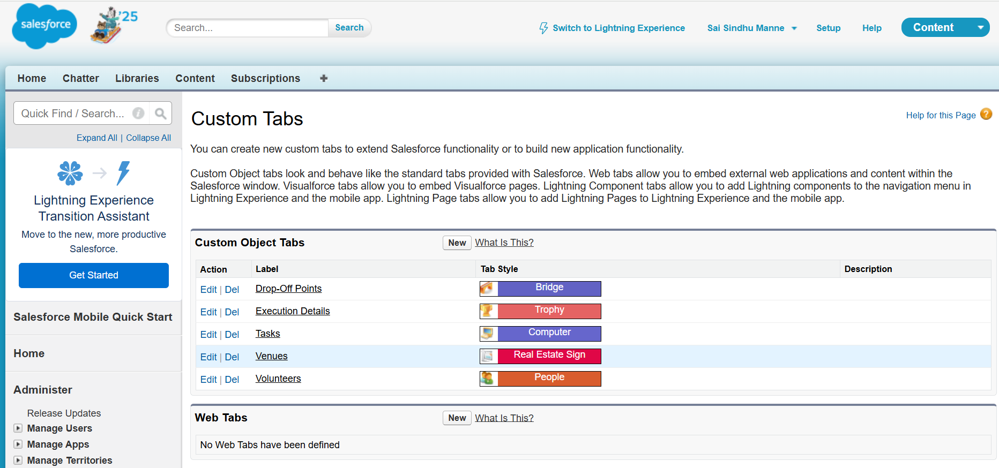 salesforce
'25
Search...
Search
Switch to Lightning Experience
Sai Sindhu Manne
Setup
Help
Content
Home
Chatter
Libraries
Content
Subscriptions
+
Quick Find / Search...
i
Expand All | Collapse All
Lightning Experience
Transition Assistant
Move to the new, more productive
Salesforce.
Get Started
Salesforce Mobile Quick Start
Home
Administer
Release Updates
Manage Users
Manage Apps
Manage Territories
Custom Tabs
Help for this Page
?
You can create new custom tabs to extend Salesforce functionality or to build new application functionality.
Custom Object tabs look and behave like the standard tabs provided with Salesforce. Web tabs allow you to embed external web applications and content within the
Salesforce window. Visualforce tabs allow you to embed Visualforce pages. Lightning Component tabs allow you to add Lightning components to the navigation menu in
Lightning Experience and the mobile app. Lightning Page tabs allow you to add Lightning Pages to Lightning Experience and the mobile app.
Custom Object Tabs
New
What Is This?
Action Label Tab Style Description
Edit | Del Drop-Off Points Bridge
Edit | Del Execution Details Trophy
Edit | Del Tasks Computer
Edit | Del Venues Real Estate Sign
Edit | Del Volunteers People
Web Tabs
New
What Is This?
No Web Tabs have been defined